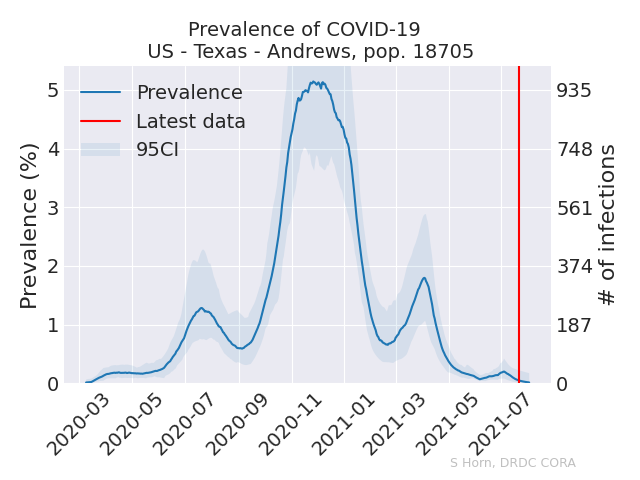 Prevalence of COVID-19
US - Texas - Andrews, pop. 18705
Prevalence
Latest data
95CI
Prevalence (%)
5
4
3
2
1
0
935
748
561
374
187
0
# of infections
2020-03
2020-05
2020-07
2020-09
2020-11
2021-01
2021-03
2021-05
2021-07
S Horn, DRDC CORA